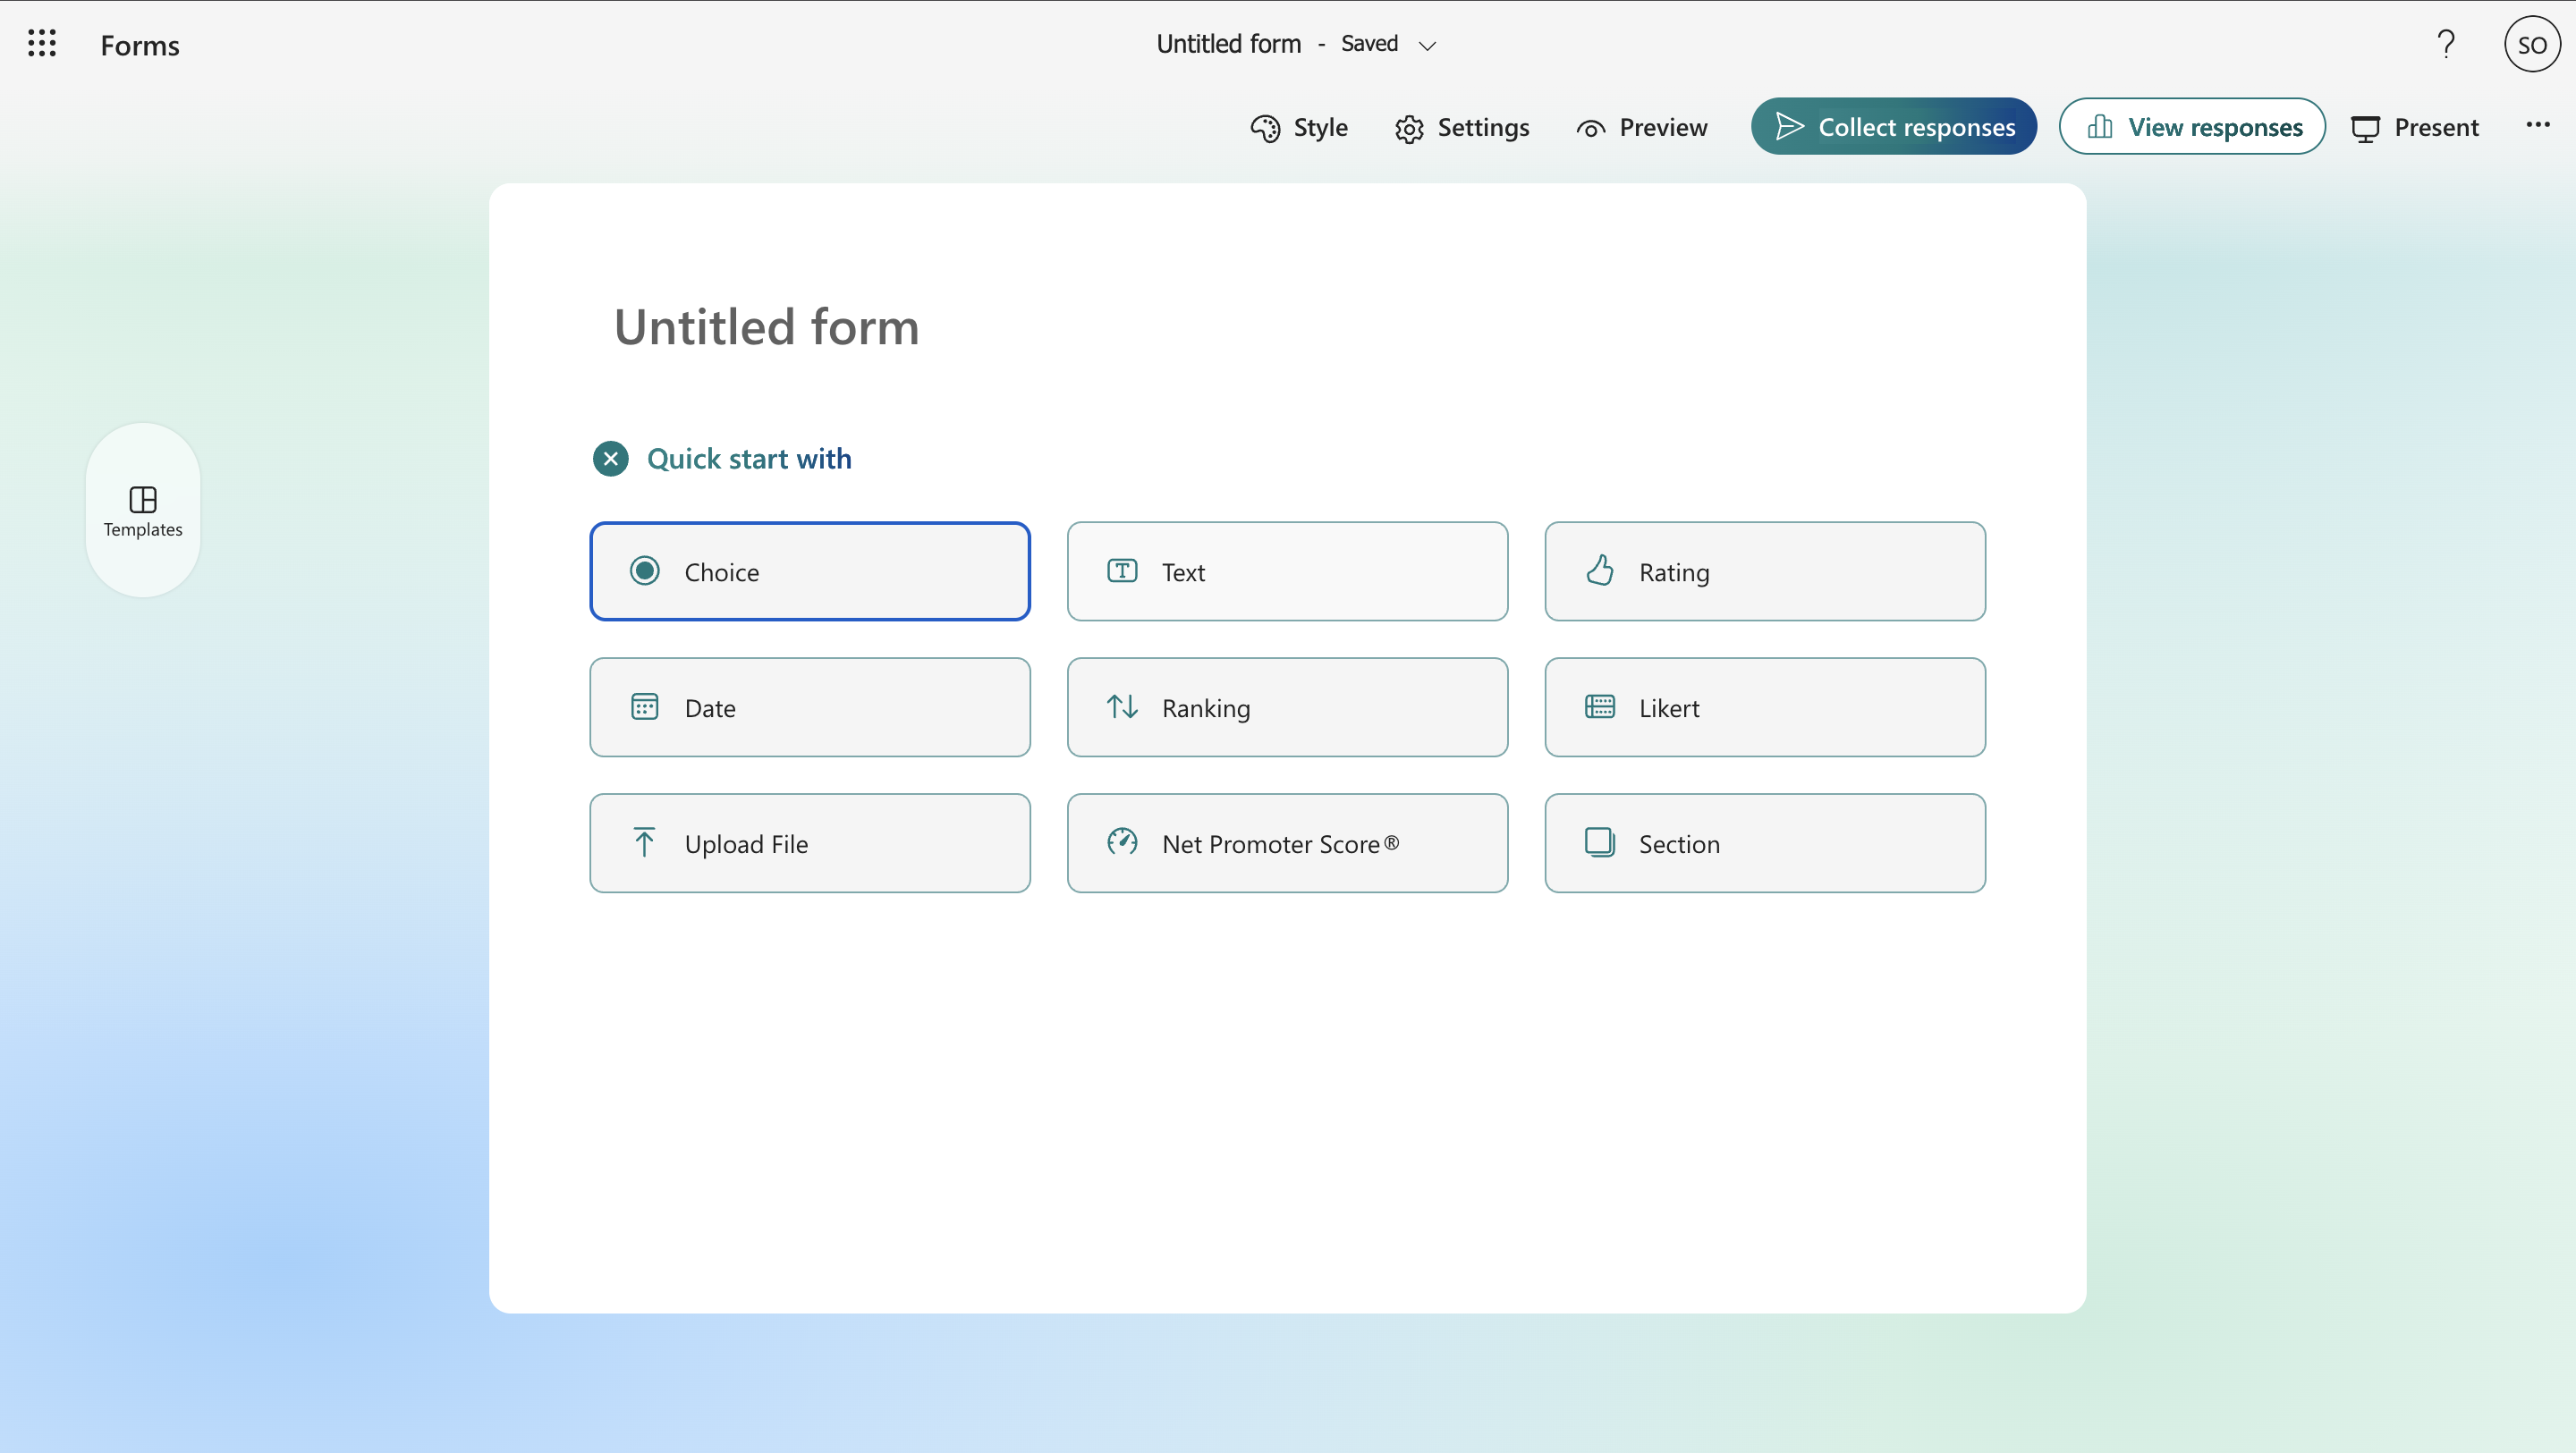 Forms
Untitled form - Saved
?
SO
Style
Settings
Preview
Collect responses
View responses
Present
Untitled form
Templates
Quick start with
Choice
Text
Rating
Date
Ranking
Likert
Upload File
Net Promoter Score®
Section